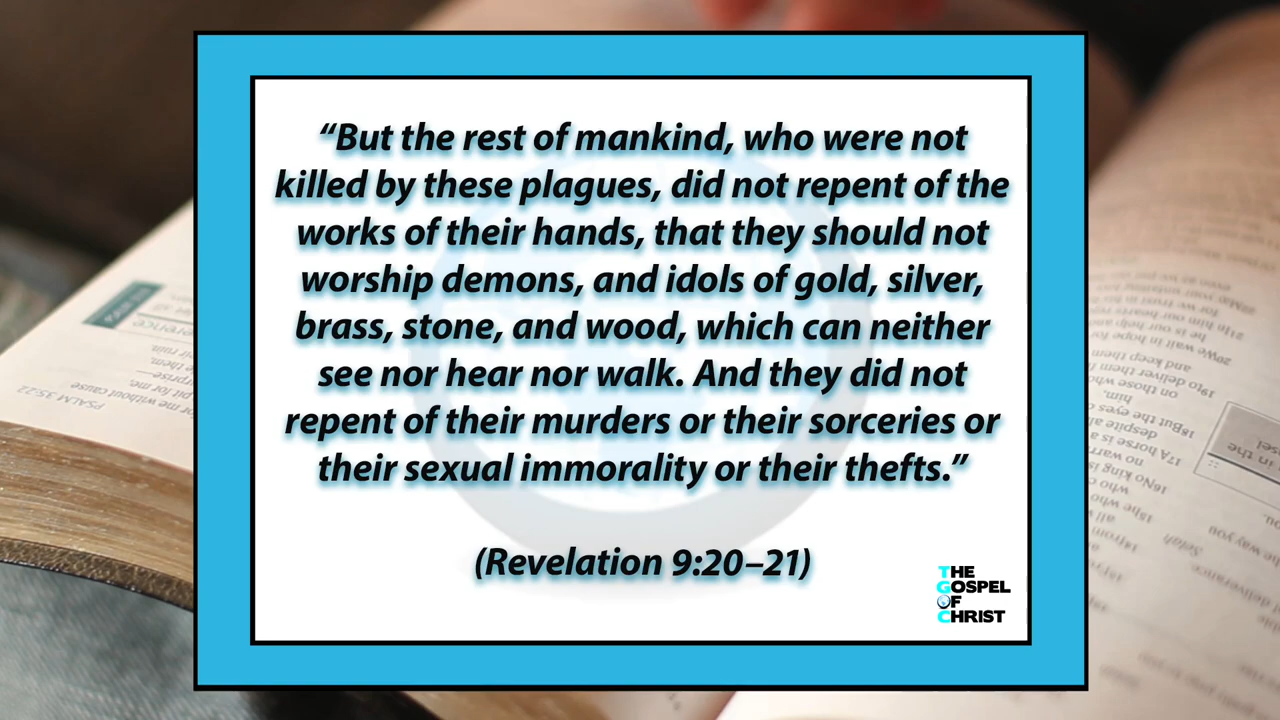 “But the rest of mankind, who were not
killed by these plagues, did not repent of the
works of their hands, that they should not
worship demons, and idols of gold, silver,
brass, stone, and wood, which can neither
see nor hear nor walk. And they did not
repent of their murders or their sorceries or
their sexual immorality or their thefts.”
(Revelation 9:20–21)
THE
GOSPEL
OF
CHRIST
PSALM 35:22